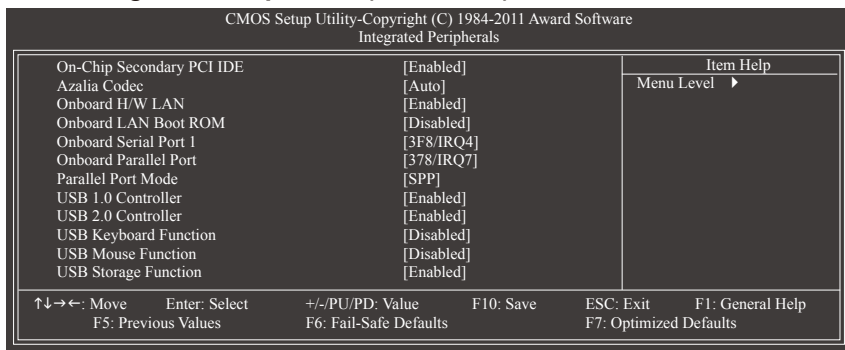 CMOS Setup Utility-Copyright (C) 1984-2011 Award Software
Integrated Peripherals
On-Chip Secondary PCI IDE [Enabled]
Azalia Codec [Auto]
Onboard H/W LAN [Enabled]
Onboard LAN Boot ROM [Disabled]
Onboard Serial Port 1 [3F8/IRQ4]
Onboard Parallel Port [378/IRQ7]
Parallel Port Mode [SPP]
USB 1.0 Controller [Enabled]
USB 2.0 Controller [Enabled]
USB Keyboard Function [Disabled]
USB Mouse Function [Disabled]
USB Storage Function [Enabled]
Item Help
Menu Level ▶
↑↓→←: Move Enter: Select +/-/PU/PD: Value F10: Save ESC: Exit F1: General Help
F5: Previous Values F6: Fail-Safe Defaults F7: Optimized Defaults